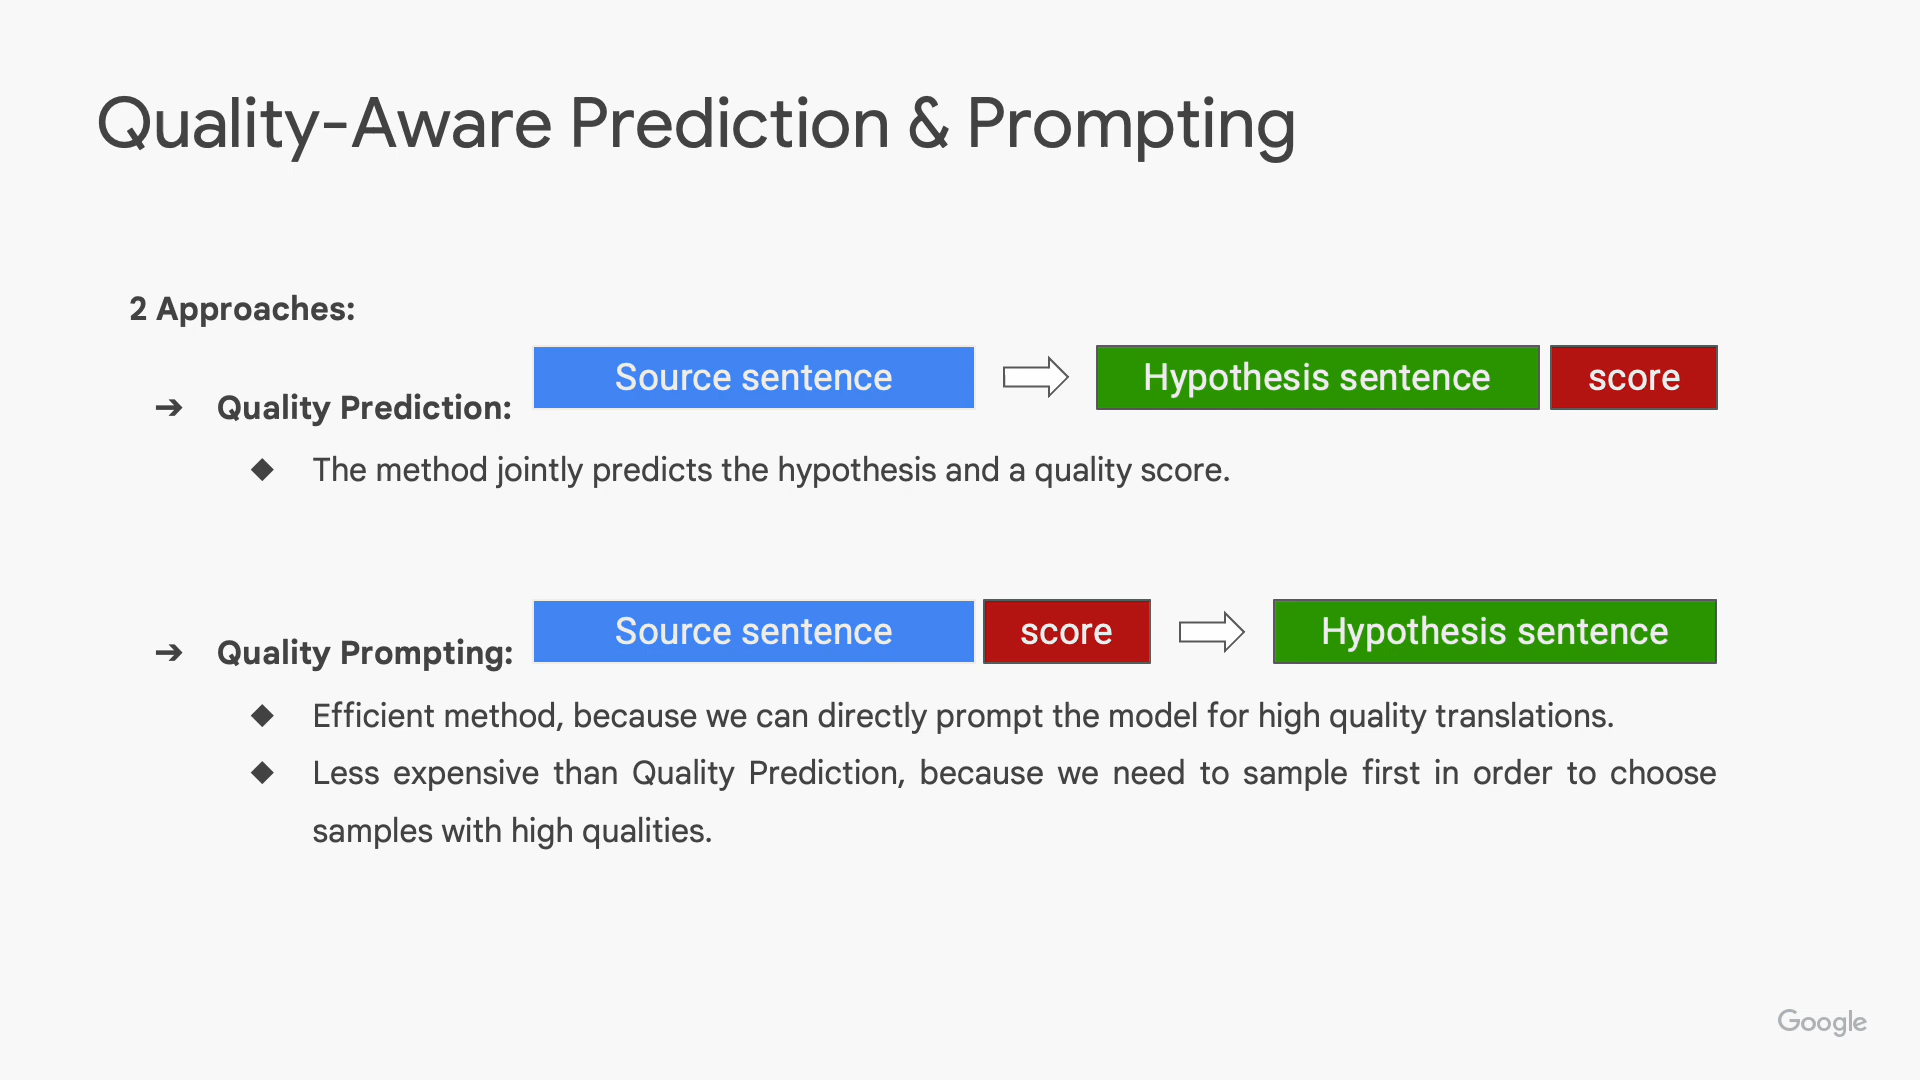 Quality-Aware Prediction & Prompting
2 Approaches:
➔ Quality Prediction:
Source sentence ⇨ Hypothesis sentence score
◆ The method jointly predicts the hypothesis and a quality score.
➔ Quality Prompting:
Source sentence score ⇨ Hypothesis sentence
◆ Efficient method, because we can directly prompt the model for high quality translations.
◆ Less expensive than Quality Prediction, because we need to sample first in order to choose
samples with high qualities.
Google